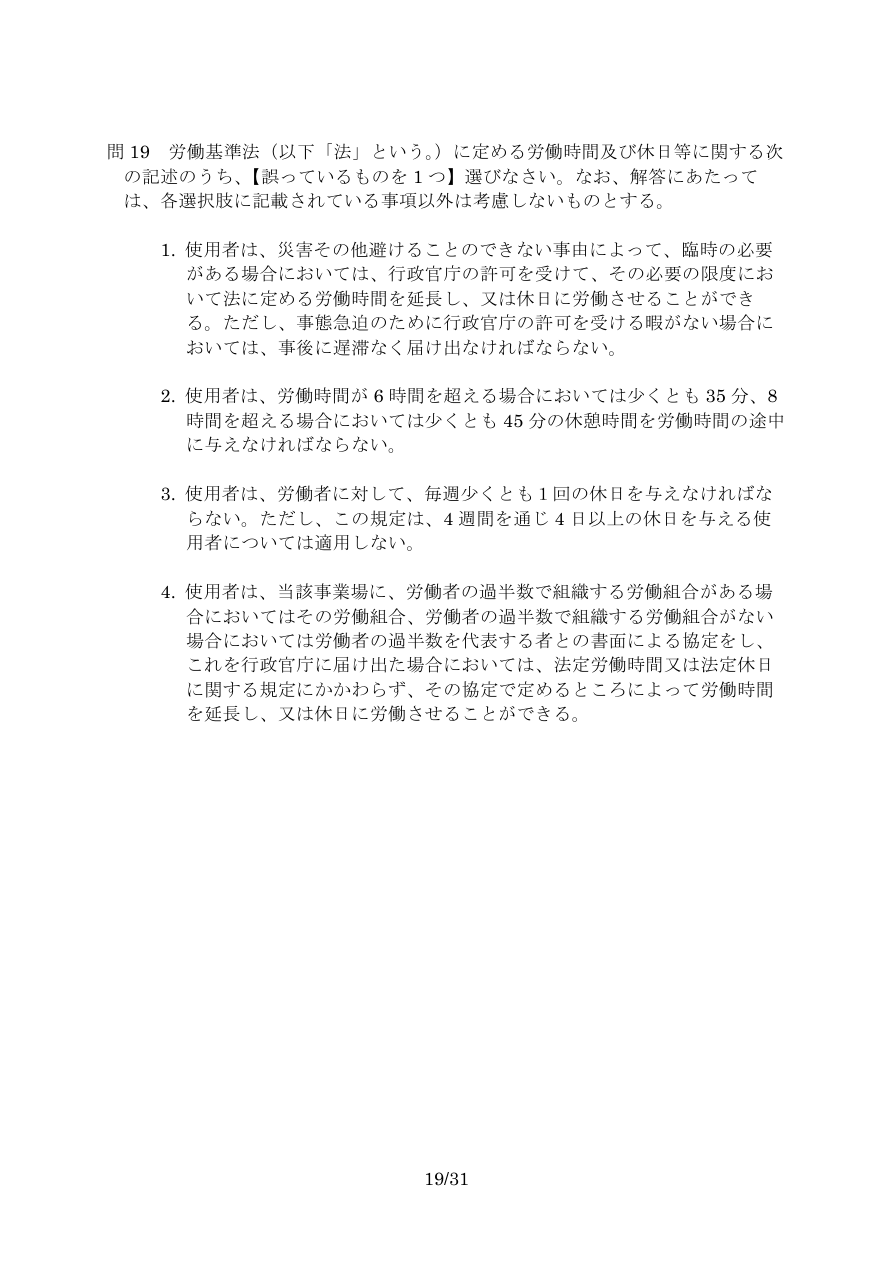 問 19　労働基準法（以下「法」という。）に定める労働時間及び休日等に関する次
の記述のうち、【誤っているものを 1 つ】選びなさい。なお、解答にあたって
は、各選択肢に記載されている事項以外は考慮しないものとする。
1. 使用者は、災害その他避けることのできない事由によって、臨時の必要
がある場合においては、行政官庁の許可を受けて、その必要の限度にお
いて法に定める労働時間を延長し、又は休日に労働させることができ
る。ただし、事態急迫のために行政官庁の許可を受ける暇がない場合に
おいては、事後に遅滞なく届け出なければならない。
2. 使用者は、労働時間が 6 時間を超える場合においては少くとも 35 分、8
時間を超える場合においては少くとも 45 分の休憩時間を労働時間の途中
に与えなければならない。
3. 使用者は、労働者に対して、毎週少くとも 1 回の休日を与えなければな
らない。ただし、この規定は、4 週間を通じ 4 日以上の休日を与える使
用者については適用しない。
4. 使用者は、当該事業場に、労働者の過半数で組織する労働組合がある場
合においてはその労働組合、労働者の過半数で組織する労働組合がない
場合においては労働者の過半数を代表する者との書面による協定をし、
これを行政官庁に届け出た場合においては、法定労働時間又は法定休日
に関する規定にかかわらず、その協定で定めるところによって労働時間
を延長し、又は休日に労働させることができる。
19/31